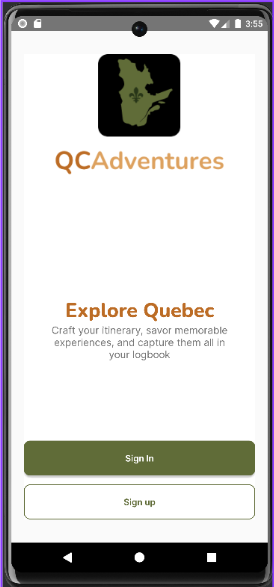 3:55
QCAdventures
Explore Quebec
Craft your itinerary, savor memorable
experiences, and capture them all in
your logbook
Sign In
Sign up